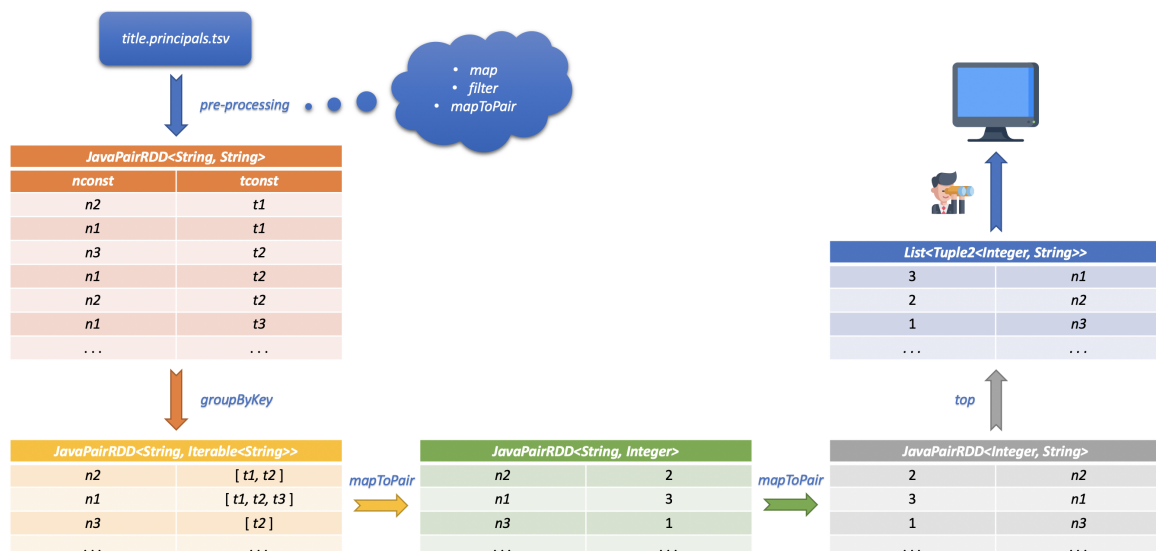 title.principals.tsv
• map
• filter
• mapToPair
pre-processing
JavaPairRDD<String, String>
nconst tconst
n2 t1
n1 t1
n3 t2
n1 t2
n2 t2
n1 t3
. . . . . .
groupByKey
JavaPairRDD<String, Iterable<String>>
n2 [ t1, t2 ]
n1 [ t1, t2, t3 ]
n3 [ t2 ]
. . . . . .
mapToPair
JavaPairRDD<String, Integer>
n2 2
n1 3
n3 1
. . . . . .
mapToPair
JavaPairRDD<Integer, String>
2 n2
3 n1
1 n3
. . . . . .
top
List<Tuple2<Integer, String>>
3 n1
2 n2
1 n3
. . . . . .